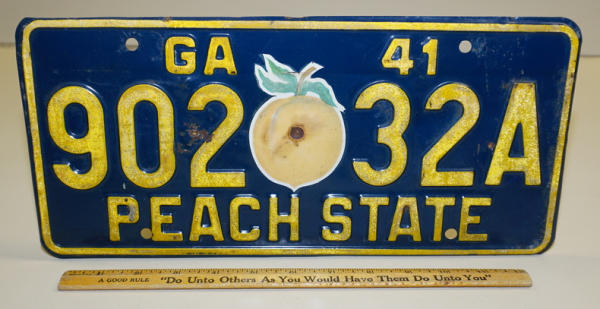 GA 41
902 32A
PEACH STATE
A GOOD RULE "Do Unto Others As You Would Have Them Do Unto You"